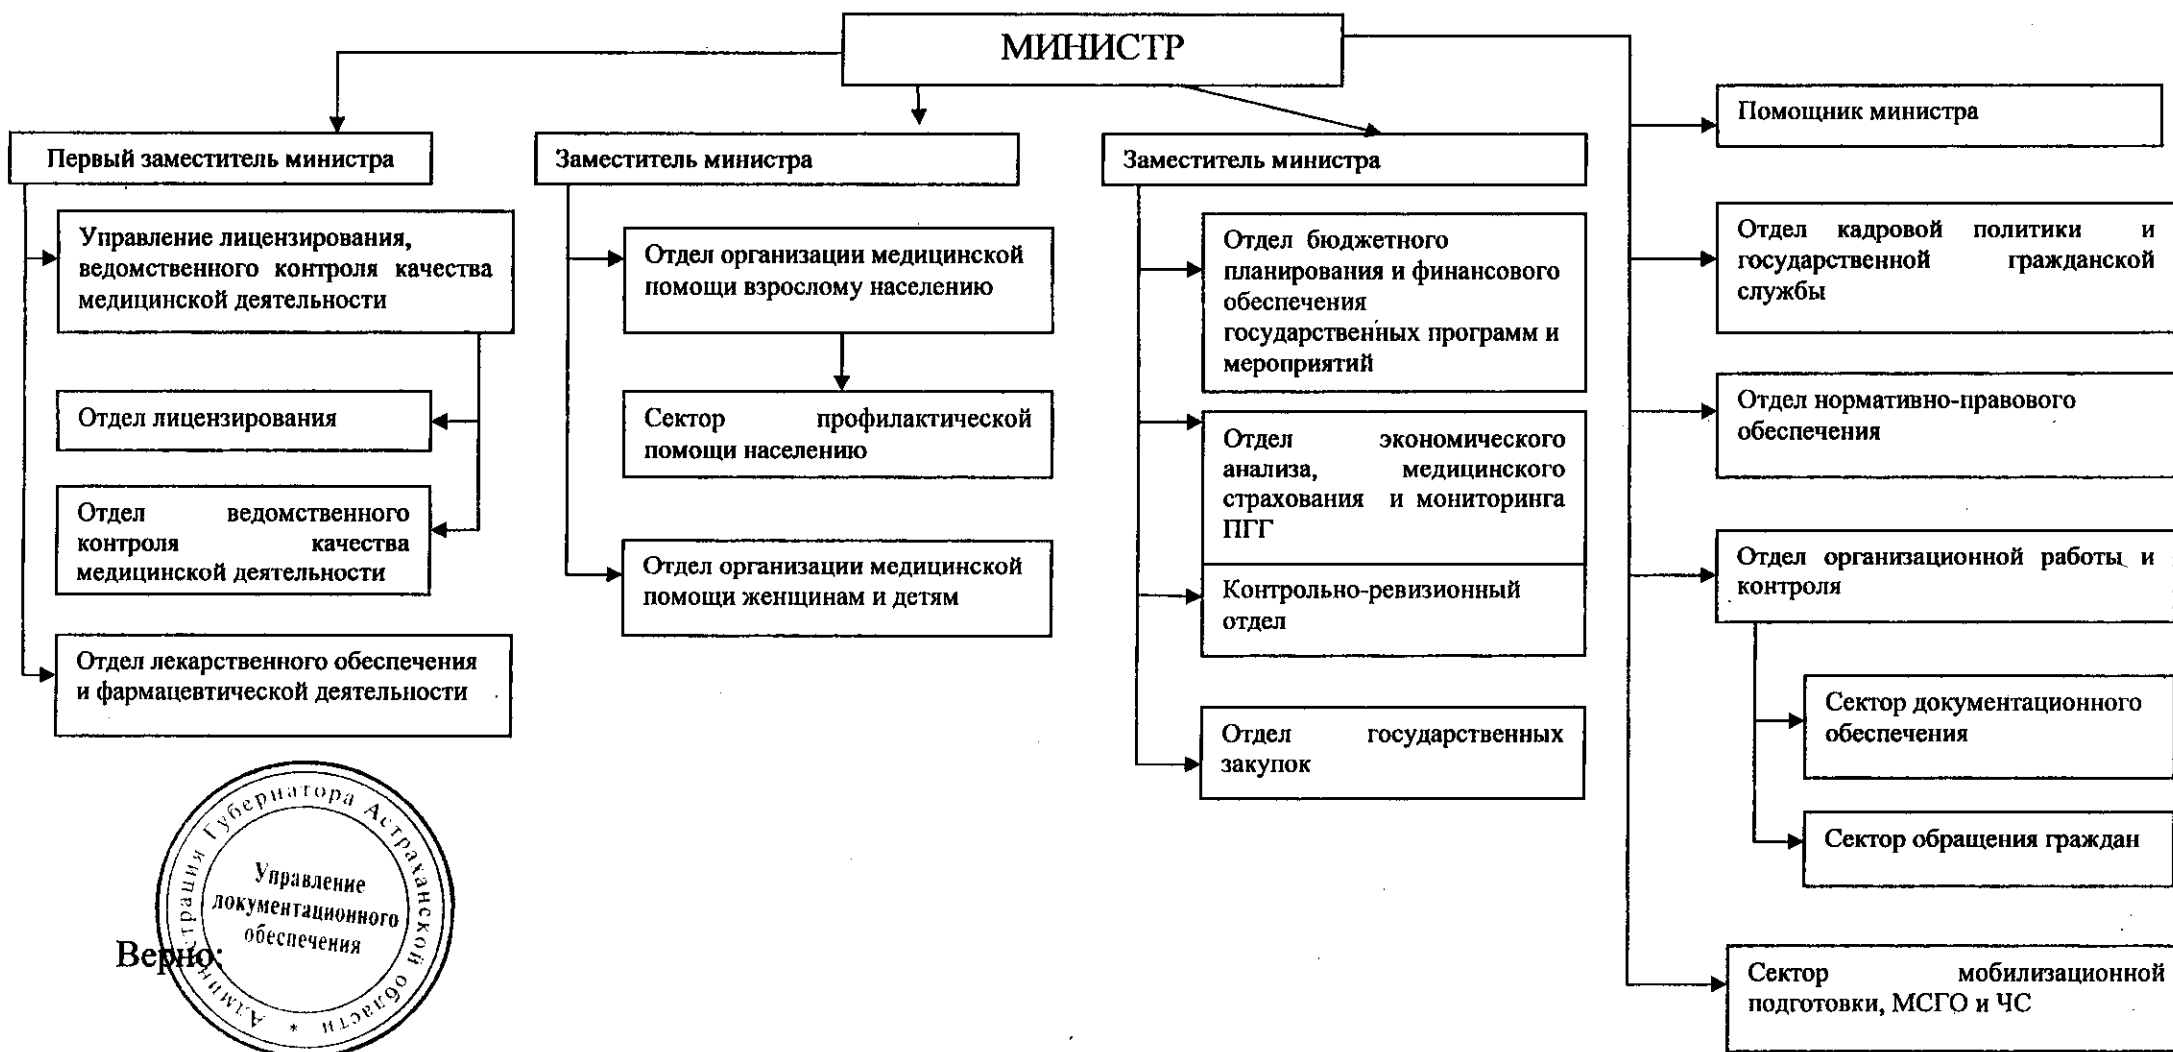 МИНИСТР
Первый заместитель министра
Управление лицензирования,
ведомственного контроля качества
медицинской деятельности
Отдел лицензирования
Отдел ведомственного
контроля качества
медицинской деятельности
Отдел лекарственного обеспечения
и фармацевтической деятельности
Заместитель министра
Отдел организации медицинской
помощи взрослому населению
Сектор профилактической
помощи населению
Отдел организации медицинской
помощи женщинам и детям
Заместитель министра
Отдел бюджетного
планирования и финансового
обеспечения
государственных программ и
мероприятий
Отдел экономического
анализа, медицинского
страхования и мониторинга
ПГГ
Контрольно-ревизионный
отдел
Отдел государственных
закупок
Помощник министра
Отдел кадровой политики и
государственной гражданской
службы
Отдел нормативно-правового
обеспечения
Отдел организационной работы и
контроля
Сектор документационного
обеспечения
Сектор обращения граждан
Сектор мобилизационной
подготовки, МСГО и ЧС
Верно:
Администрация Губернатора Астраханской области *
Управление
документационного
обеспечения